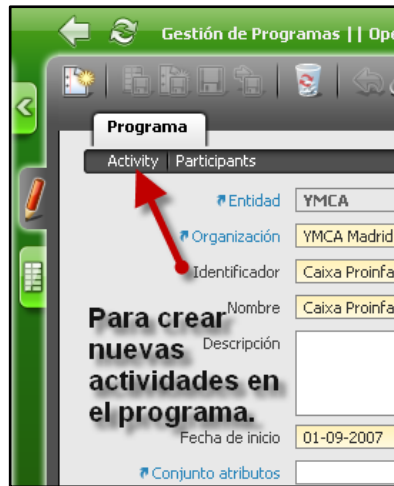 Gestión de Programas || Ope
Programa
Activity | Participants
Entidad YMCA
Organización YMCA Madrid
Identificador Caixa Proinfa
Nombre Caixa Proinfa
Descripción
Para crear
nuevas
actividades en
el programa.
Fecha de inicio 01-09-2007
Conjunto atributos